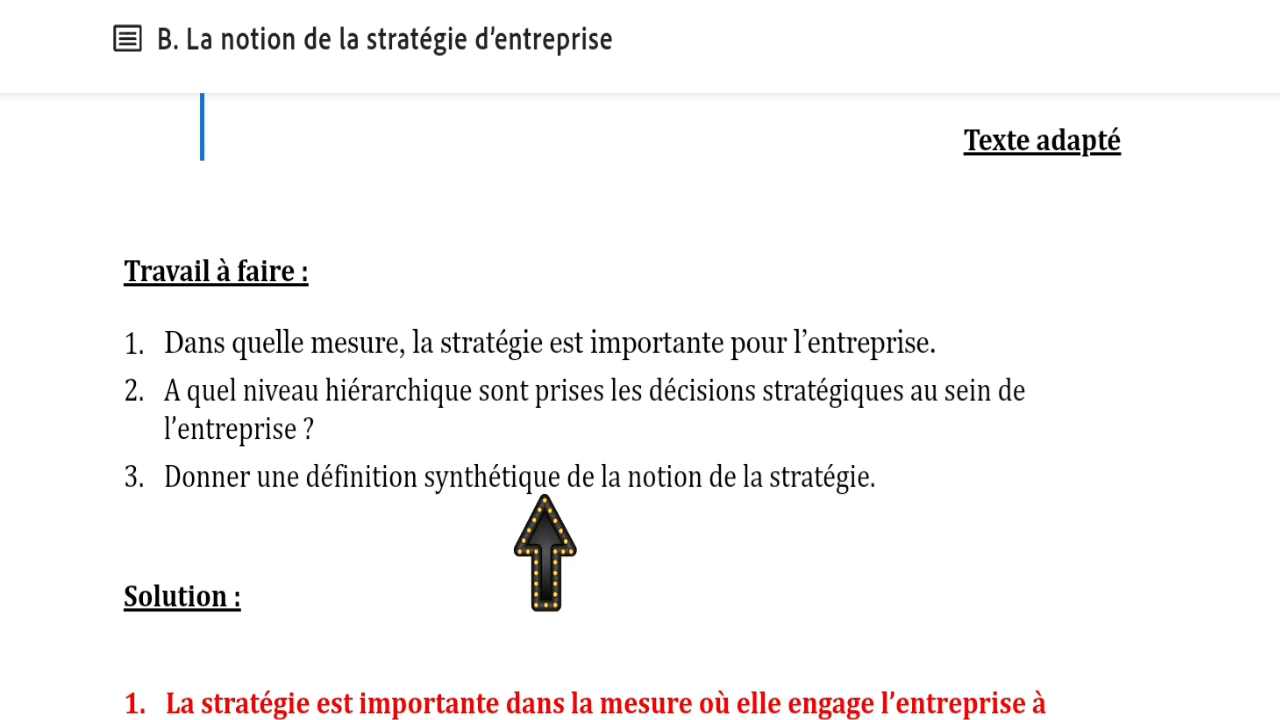 B. La notion de la stratégie d’entreprise
Texte adapté
Travail à faire :
1. Dans quelle mesure, la stratégie est importante pour l’entreprise.
2. A quel niveau hiérarchique sont prises les décisions stratégiques au sein de
l’entreprise ?
3. Donner une définition synthétique de la notion de la stratégie.
Solution :
1. La stratégie est importante dans la mesure où elle engage l’entreprise à